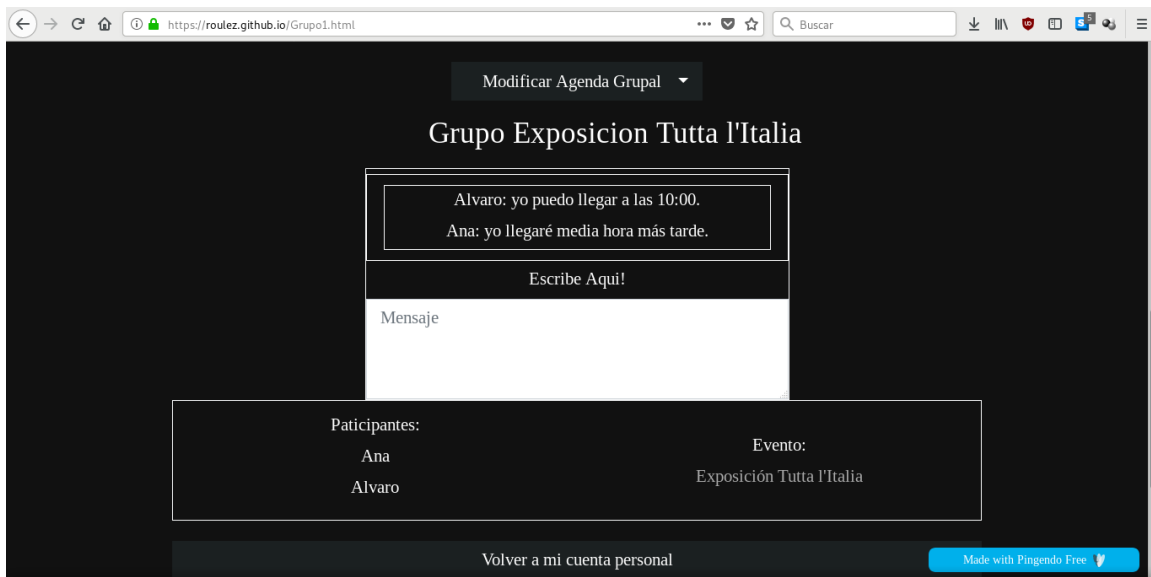 https://roulez.github.io/Grupo1.html
Buscar
5
Modificar Agenda Grupal
Grupo Exposicion Tutta l'Italia
Alvaro: yo puedo llegar a las 10:00.
Ana: yo llegaré media hora más tarde.
Escribe Aqui!
Mensaje
Paticipantes:
Ana
Alvaro
Evento:
Exposición Tutta l'Italia
Volver a mi cuenta personal
Made with Pingendo Free